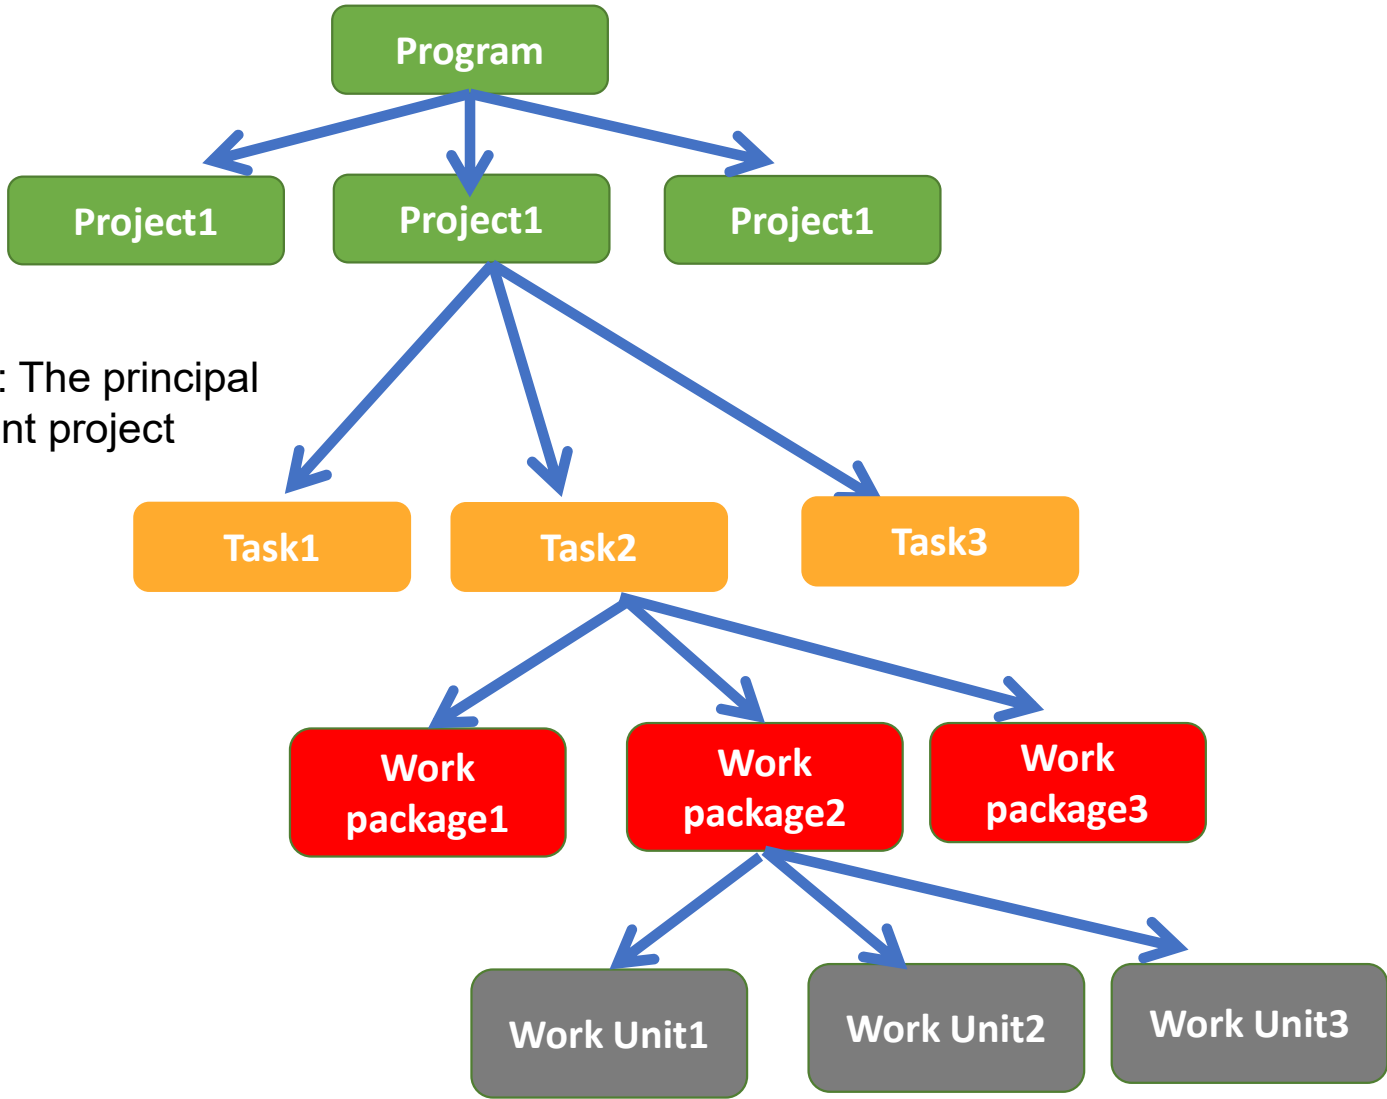 Program
Project1
Project1
Project1
: The principal
nt project
Task1
Task2
Task3
Work
package1
Work
package2
Work
package3
Work Unit1
Work Unit2
Work Unit3